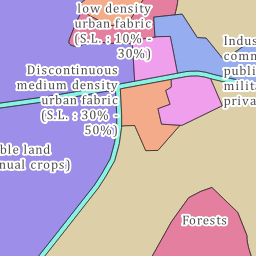 low density
urban fabric
(S.L. : 10% -
30%)
Discontinuous
medium density
urban fabric
(S.L. : 30% -
50%)
Indus
comm
publi
milita
priva
ble land
nual crops)
Forests